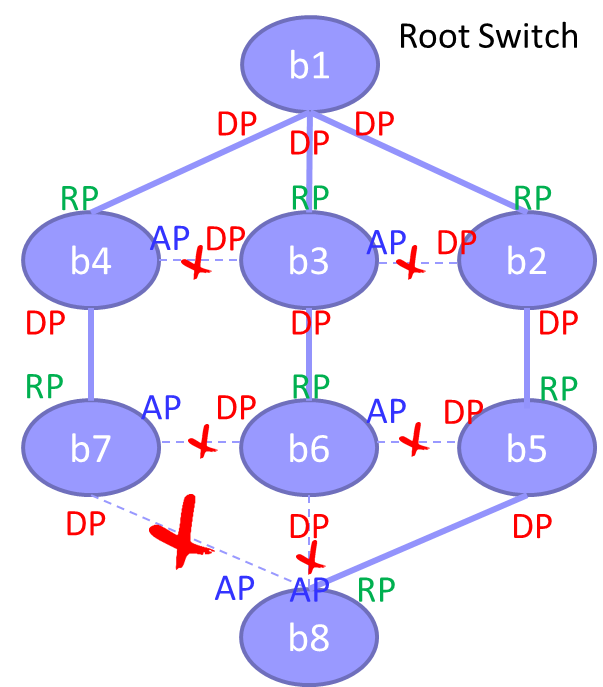 Root Switch
b1
DP DP DP
RP RP RP
AP DP AP DP
b4 b3 b2
DP DP DP
RP RP RP
AP DP AP DP
b7 b6 b5
DP DP DP
AP AP RP
b8